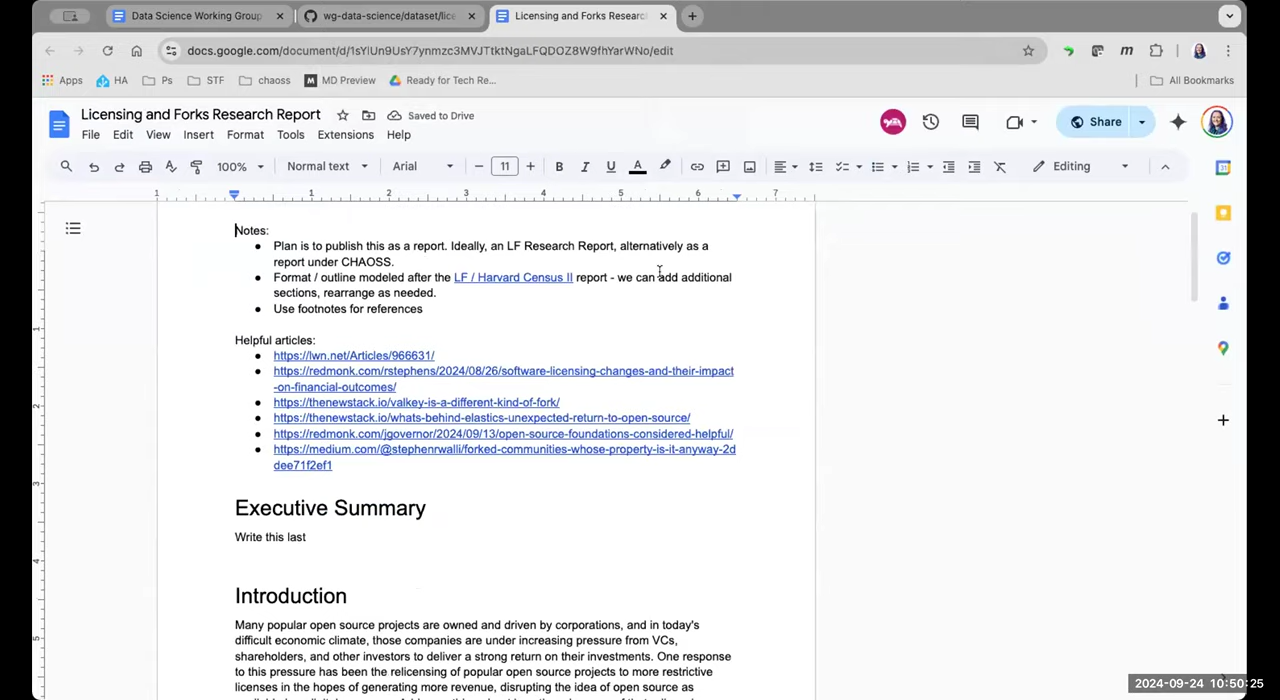 Data Science Working Group
wg-data-science/dataset/lice
Licensing and Forks Researc
docs.google.com/document/d/1sYlUn9UsY7ynmzc3MVJTtktNgaLFQDOZ8W9fhYarWNo/edit
Apps HA Ps STF chaoss MD Preview Ready for Tech Re... All Bookmarks
Licensing and Forks Research Report Saved to Drive
File Edit View Insert Format Tools Extensions Help
Share
100% Normal text Arial 11 B I U A Editing
1 1 2 3 4 5 6 7
Notes:
● Plan is to publish this as a report. Ideally, an LF Research Report, alternatively as a
report under CHAOSS.
● Format / outline modeled after the LF / Harvard Census II report - we can add additional
sections, rearrange as needed.
● Use footnotes for references
Helpful articles:
● https://lwn.net/Articles/966631/
● https://redmonk.com/rstephens/2024/08/26/software-licensing-changes-and-their-impact
-on-financial-outcomes/
● https://thenewstack.io/valkey-is-a-different-kind-of-fork/
● https://thenewstack.io/whats-behind-elastics-unexpected-return-to-open-source/
● https://redmonk.com/jgovernor/2024/09/13/open-source-foundations-considered-helpful/
● https://medium.com/@stephenrwalli/forked-communities-whose-property-is-it-anyway-2d
dee71f2ef1
Executive Summary
Write this last
Introduction
Many popular open source projects are owned and driven by corporations, and in today's
difficult economic climate, those companies are under increasing pressure from VCs,
shareholders, and other investors to deliver a strong return on their investments. One response
to this pressure has been the relicensing of popular open source projects to more restrictive
licenses in the hopes of generating more revenue, disrupting the idea of open source as
2024-09-24 10:50:25